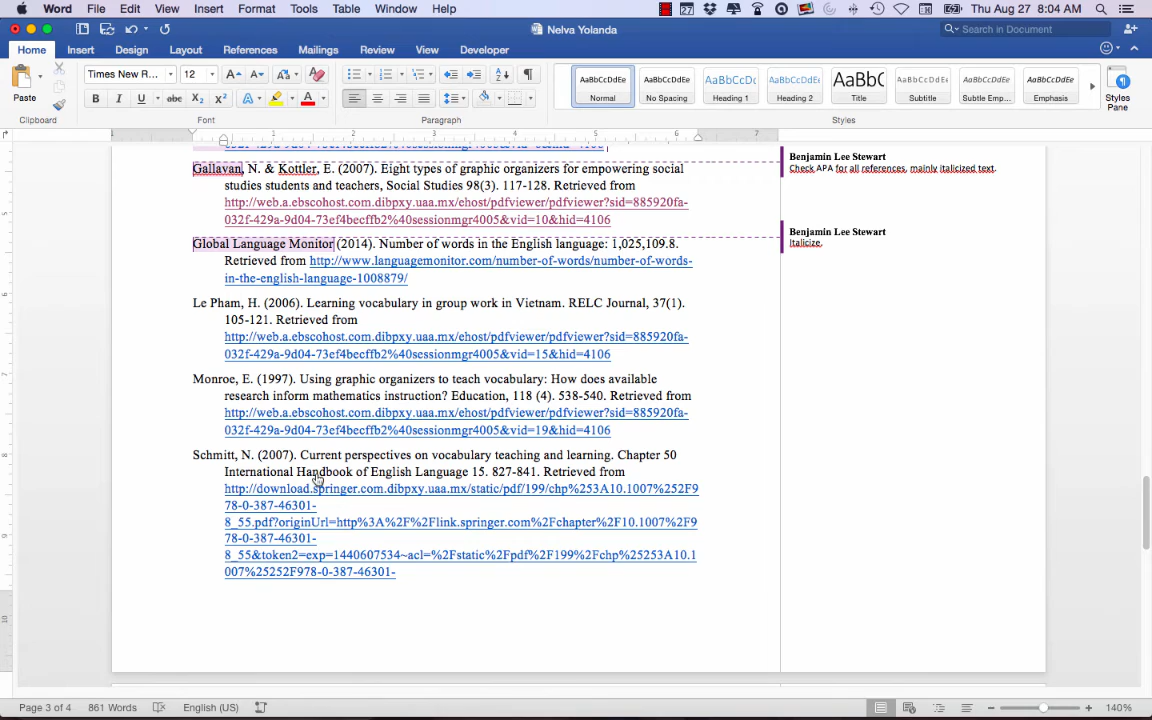 Word File Edit View Insert Format Tools Table Window Help 27 Thu Aug 27 8:04 AM
Nelva Yolanda
Search in Document
Home Insert Design Layout References Mailings Review View Developer
Times New R... 12
Paste
B I U abc X₂ X² A A
AaBbCcDdEe AaBbCcDdEe AaBbCcDc AaBbCcDdEe AaBbCcDdEe AaBbCcDdEe AaBbCcDdEe
Normal No Spacing Heading 1 Heading 2 Title Subtitle Subtle Emp... Emphasis
Styles Pane
Clipboard Font Paragraph Styles
1 1 2 3 4 5 6 7
Gallavan, N. & Kottler, E. (2007). Eight types of graphic organizers for empowering social
studies students and teachers, Social Studies 98(3). 117-128. Retrieved from
http://web.a.ebscohost.com.dibpxy.uaa.mx/ehost/pdfviewer/pdfviewer?sid=885920fa-
032f-429a-9d04-73ef4becffb2%40sessionmgr4005&vid=10&hid=4106
Benjamin Lee Stewart
Check APA for all references, mainly italicized text.
Global Language Monitor (2014). Number of words in the English language: 1,025,109.8.
Retrieved from http://www.languagemonitor.com/number-of-words/number-of-words-
in-the-english-language-1008879/
Benjamin Lee Stewart
Italicize.
Le Pham, H. (2006). Learning vocabulary in group work in Vietnam. RELC Journal, 37(1).
105-121. Retrieved from
http://web.a.ebscohost.com.dibpxy.uaa.mx/ehost/pdfviewer/pdfviewer?sid=885920fa-
032f-429a-9d04-73ef4becffb2%40sessionmgr4005&vid=15&hid=4106
Monroe, E. (1997). Using graphic organizers to teach vocabulary: How does available
research inform mathematics instruction? Education, 118 (4). 538-540. Retrieved from
http://web.a.ebscohost.com.dibpxy.uaa.mx/ehost/pdfviewer/pdfviewer?sid=885920fa-
032f-429a-9d04-73ef4becffb2%40sessionmgr4005&vid=19&hid=4106
Schmitt, N. (2007). Current perspectives on vocabulary teaching and learning. Chapter 50
International Handbook of English Language 15. 827-841. Retrieved from
http://download.springer.com.dibpxy.uaa.mx/static/pdf/199/chp%253A10.1007%252F9
78-0-387-46301-
8_55.pdf?originUrl=http%3A%2F%2Flink.springer.com%2Fchapter%2F10.1007%2F9
78-0-387-46301-
8_55&token2=exp=1440607534~acl=%2Fstatic%2Fpdf%2F199%2Fchp%25253A10.1
007%25252F978-0-387-46301-
Page 3 of 4 861 Words English (US) 140%